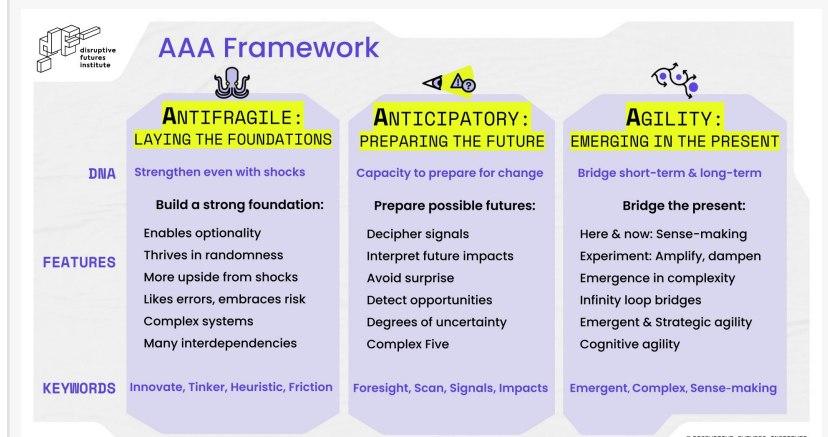 disruptive
futures
institute
AAA Framework
ANTIFRAGILE:
LAYING THE FOUNDATIONS
ANTICIPATORY:
PREPARING THE FUTURE
AGILITY:
EMERGING IN THE PRESENT
DNA
Strengthen even with shocks
Capacity to prepare for change
Bridge short-term & long-term
FEATURES
Build a strong foundation:
Enables optionality
Thrives in randomness
More upside from shocks
Likes errors, embraces risk
Complex systems
Many interdependencies
Prepare possible futures:
Decipher signals
Interpret future impacts
Avoid surprise
Detect opportunities
Degrees of uncertainty
Complex Five
Bridge the present:
Here & now: Sense-making
Experiment: Amplify, dampen
Emergence in complexity
Infinity loop bridges
Emergent & Strategic agility
Cognitive agility
KEYWORDS
Innovate, Tinker, Heuristic, Friction
Foresight, Scan, Signals, Impacts
Emergent, Complex, Sense-making